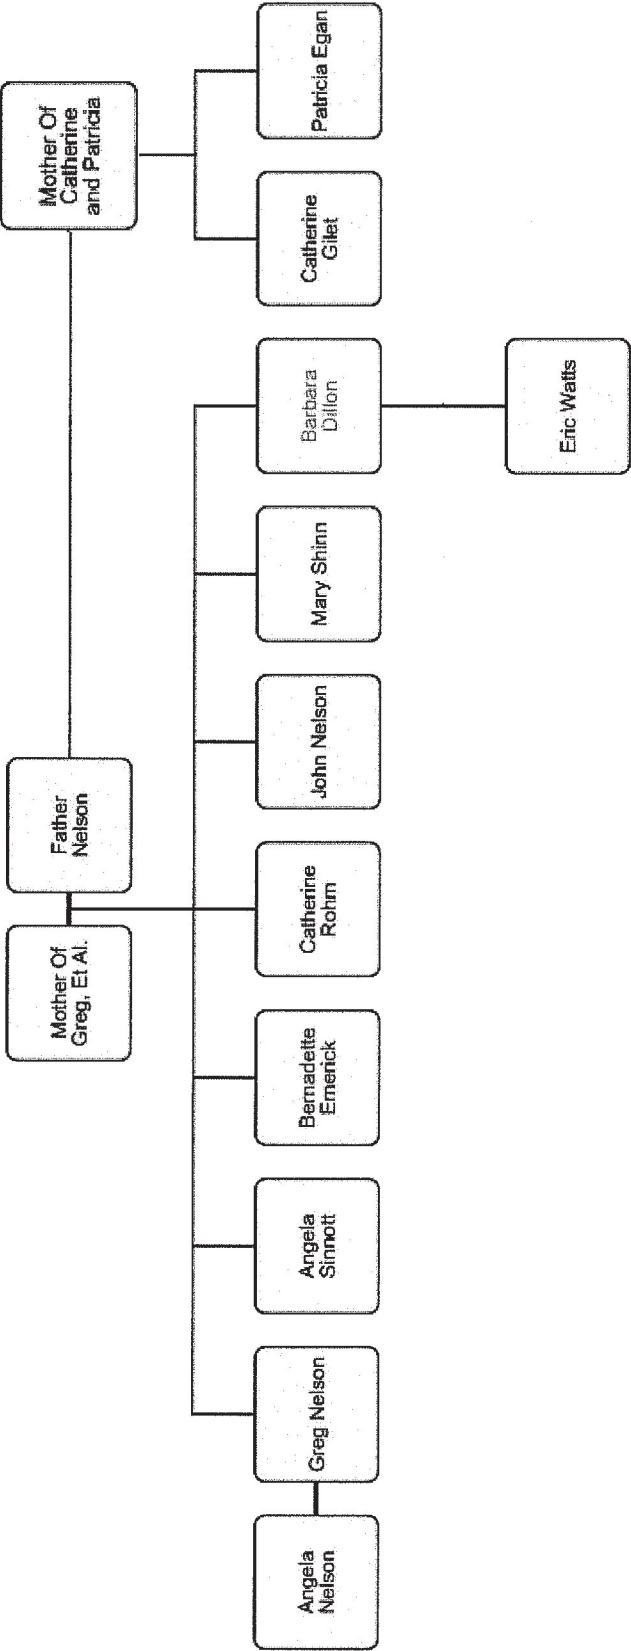 Mother Of
Greg, Et Al.
Father
Nelson
Mother Of
Catherine
and Patricia
Angela
Nelson
Greg Nelson
Angela
Sinnott
Bernadette
Emerick
Catherine
Rohm
John Nelson
Mary Shinn
Barbara
Dillon
Catherine
Gilet
Patricia Egan
Eric Watts